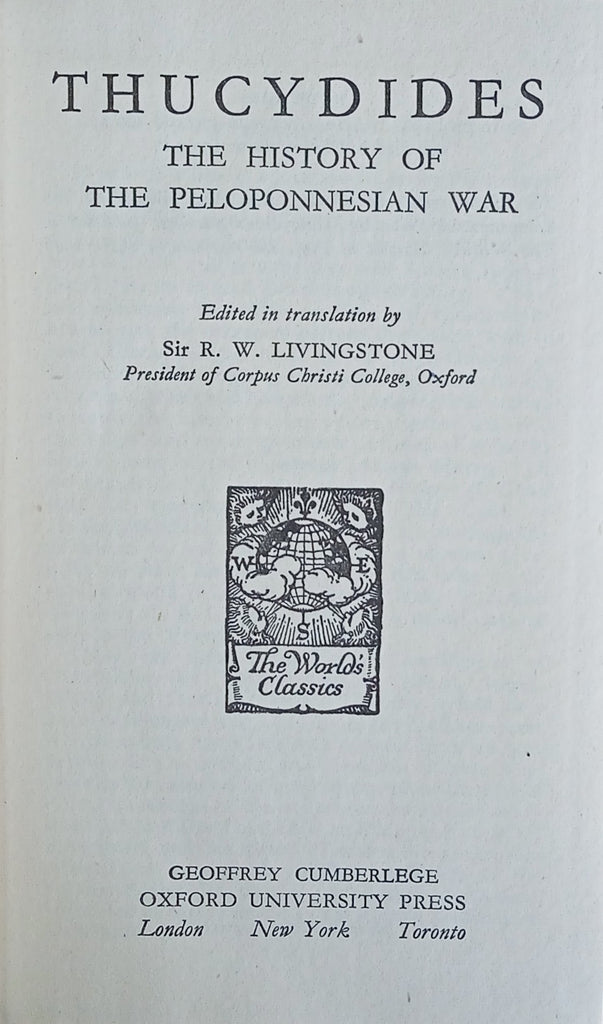 THUCYDIDES
THE HISTORY OF
THE PELOPONNESIAN WAR
Edited in translation by
Sir R. W. LIVINGSTONE
President of Corpus Christi College, Oxford
W E
S
The World's
Classics
GEOFFREY CUMBERLEGE
OXFORD UNIVERSITY PRESS
London New York Toronto